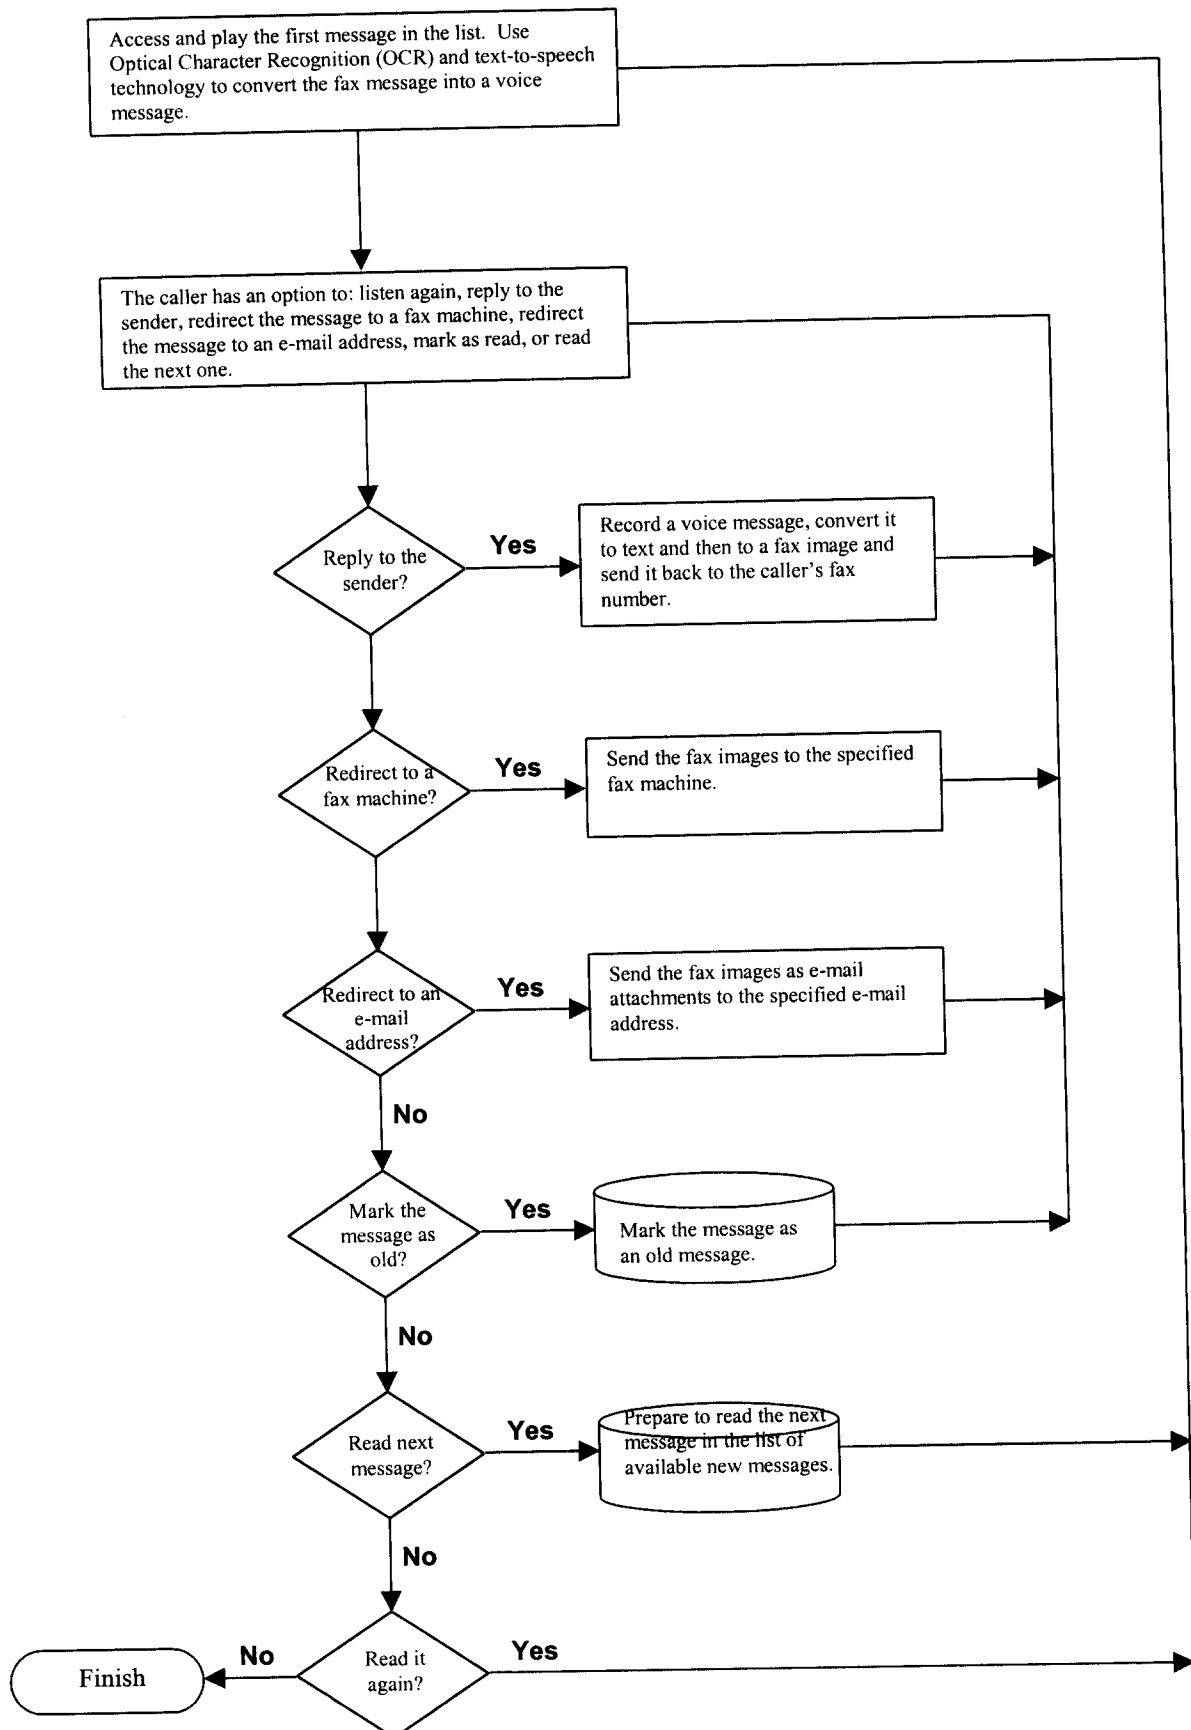 Access and play the first message in the list. Use
Optical Character Recognition (OCR) and text-to-speech
technology to convert the fax message into a voice
message.
The caller has an option to: listen again, reply to the
sender, redirect the message to a fax machine, redirect
the message to an e-mail address, mark as read, or read
the next one.
Reply to the
sender?
Yes
Record a voice message, convert it
to text and then to a fax image and
send it back to the caller's fax
number.
Redirect to a
fax machine?
Yes
Send the fax images to the specified
fax machine.
Redirect to an
e-mail
address?
Yes
Send the fax images as e-mail
attachments to the specified e-mail
address.
No
Mark the
message as
old?
Yes
Mark the message as
an old message.
No
Read next
message?
Yes
Prepare to read the next
message in the list of
available new messages.
No
Read it
again?
Yes
No
Finish